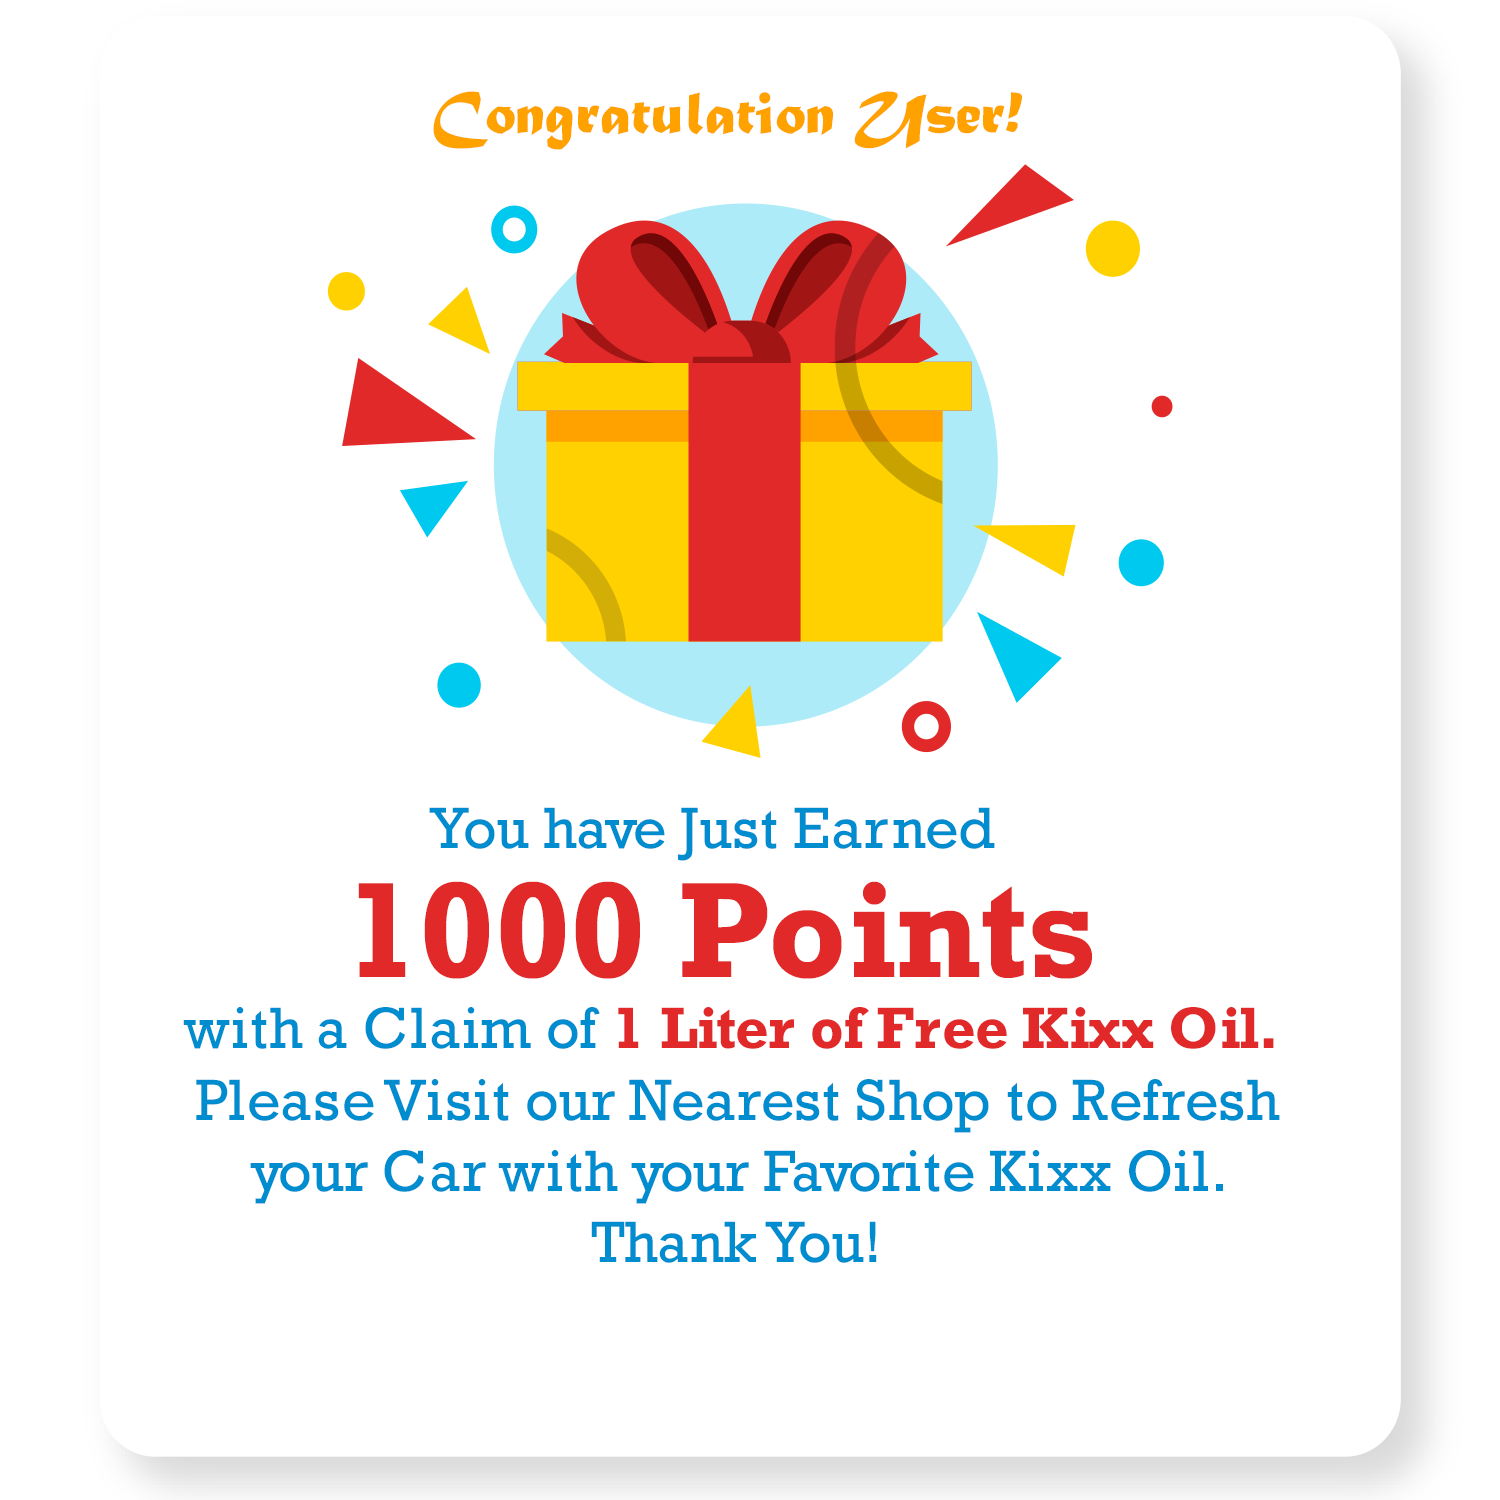 Congratulation User!
You have Just Earned
1000 Points
with a Claim of 1 Liter of Free Kixx Oil.
Please Visit our Nearest Shop to Refresh
your Car with your Favorite Kixx Oil.
Thank You!